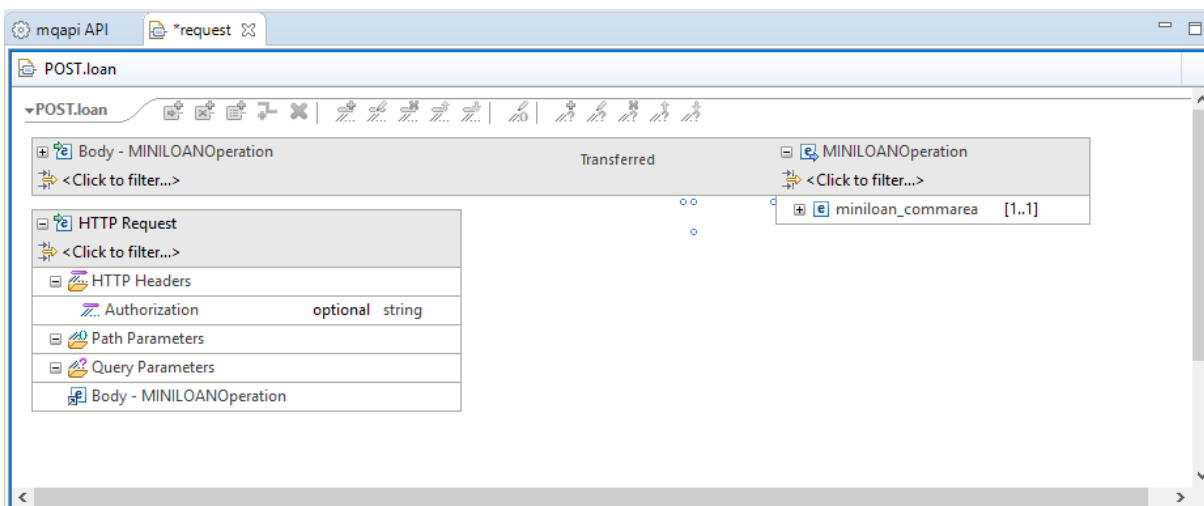 mqapi API
*request
POST.loan
POST.loan
Body - MINILOANOperation
<Click to filter...>
Transferred
MINILOANOperation
<Click to filter...>
miniloan_commarea [1..1]
HTTP Request
<Click to filter...>
HTTP Headers
Authorization optional string
Path Parameters
Query Parameters
Body - MINILOANOperation